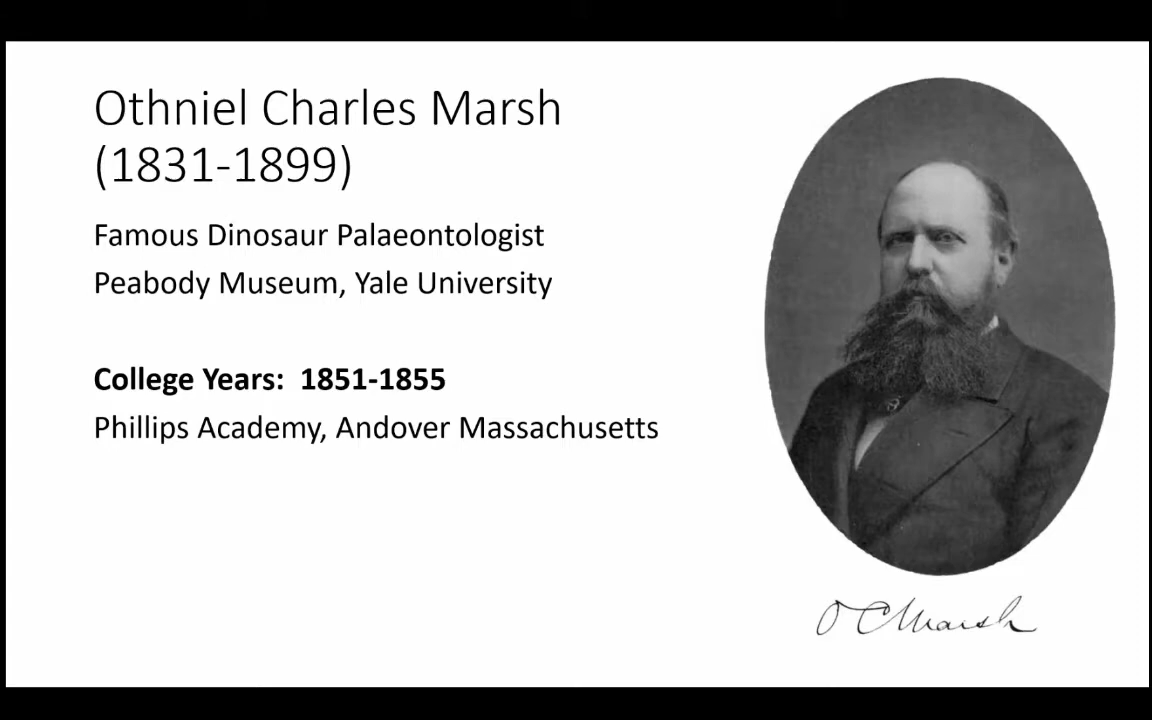 Othniel Charles Marsh
(1831-1899)
Famous Dinosaur Palaeontologist
Peabody Museum, Yale University
College Years:  1851-1855
Phillips Academy, Andover Massachusetts
O C Marsh